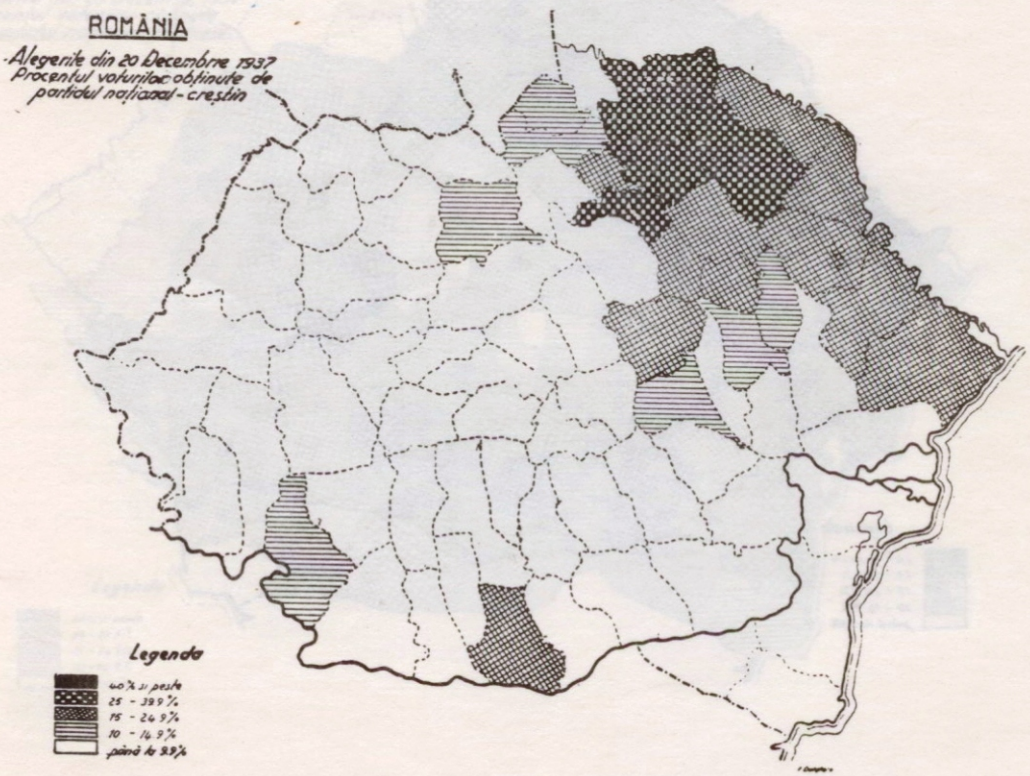 ROMÂNIA
Alegerile din 20 Decembrie 1937
Procentul voturilor obținute de
partidul național-creștin
Legenda
40% și peste
25 - 39.9%
15 - 24.9%
10 - 14.9%
până la 9.9%